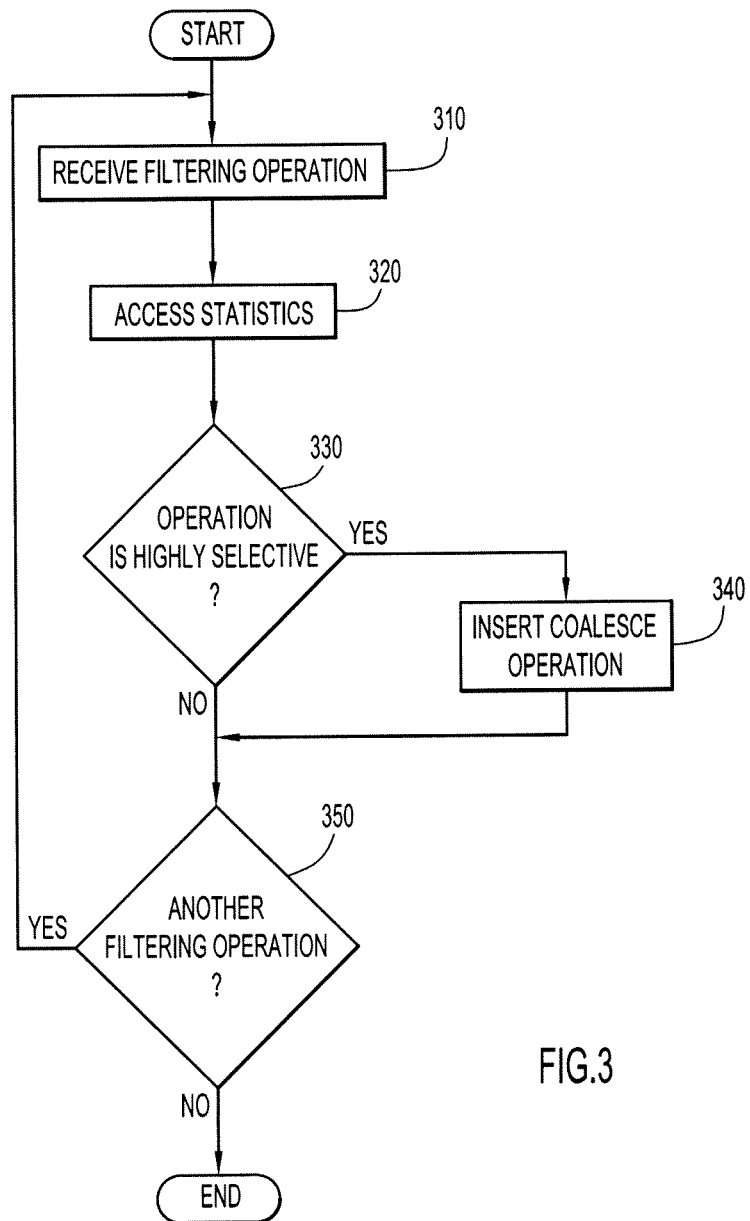 START
310
RECEIVE FILTERING OPERATION
320
ACCESS STATISTICS
330
OPERATION
IS HIGHLY SELECTIVE
?
YES
340
INSERT COALESCE
OPERATION
NO
350
YES
ANOTHER
FILTERING OPERATION
?
NO
FIG.3
END